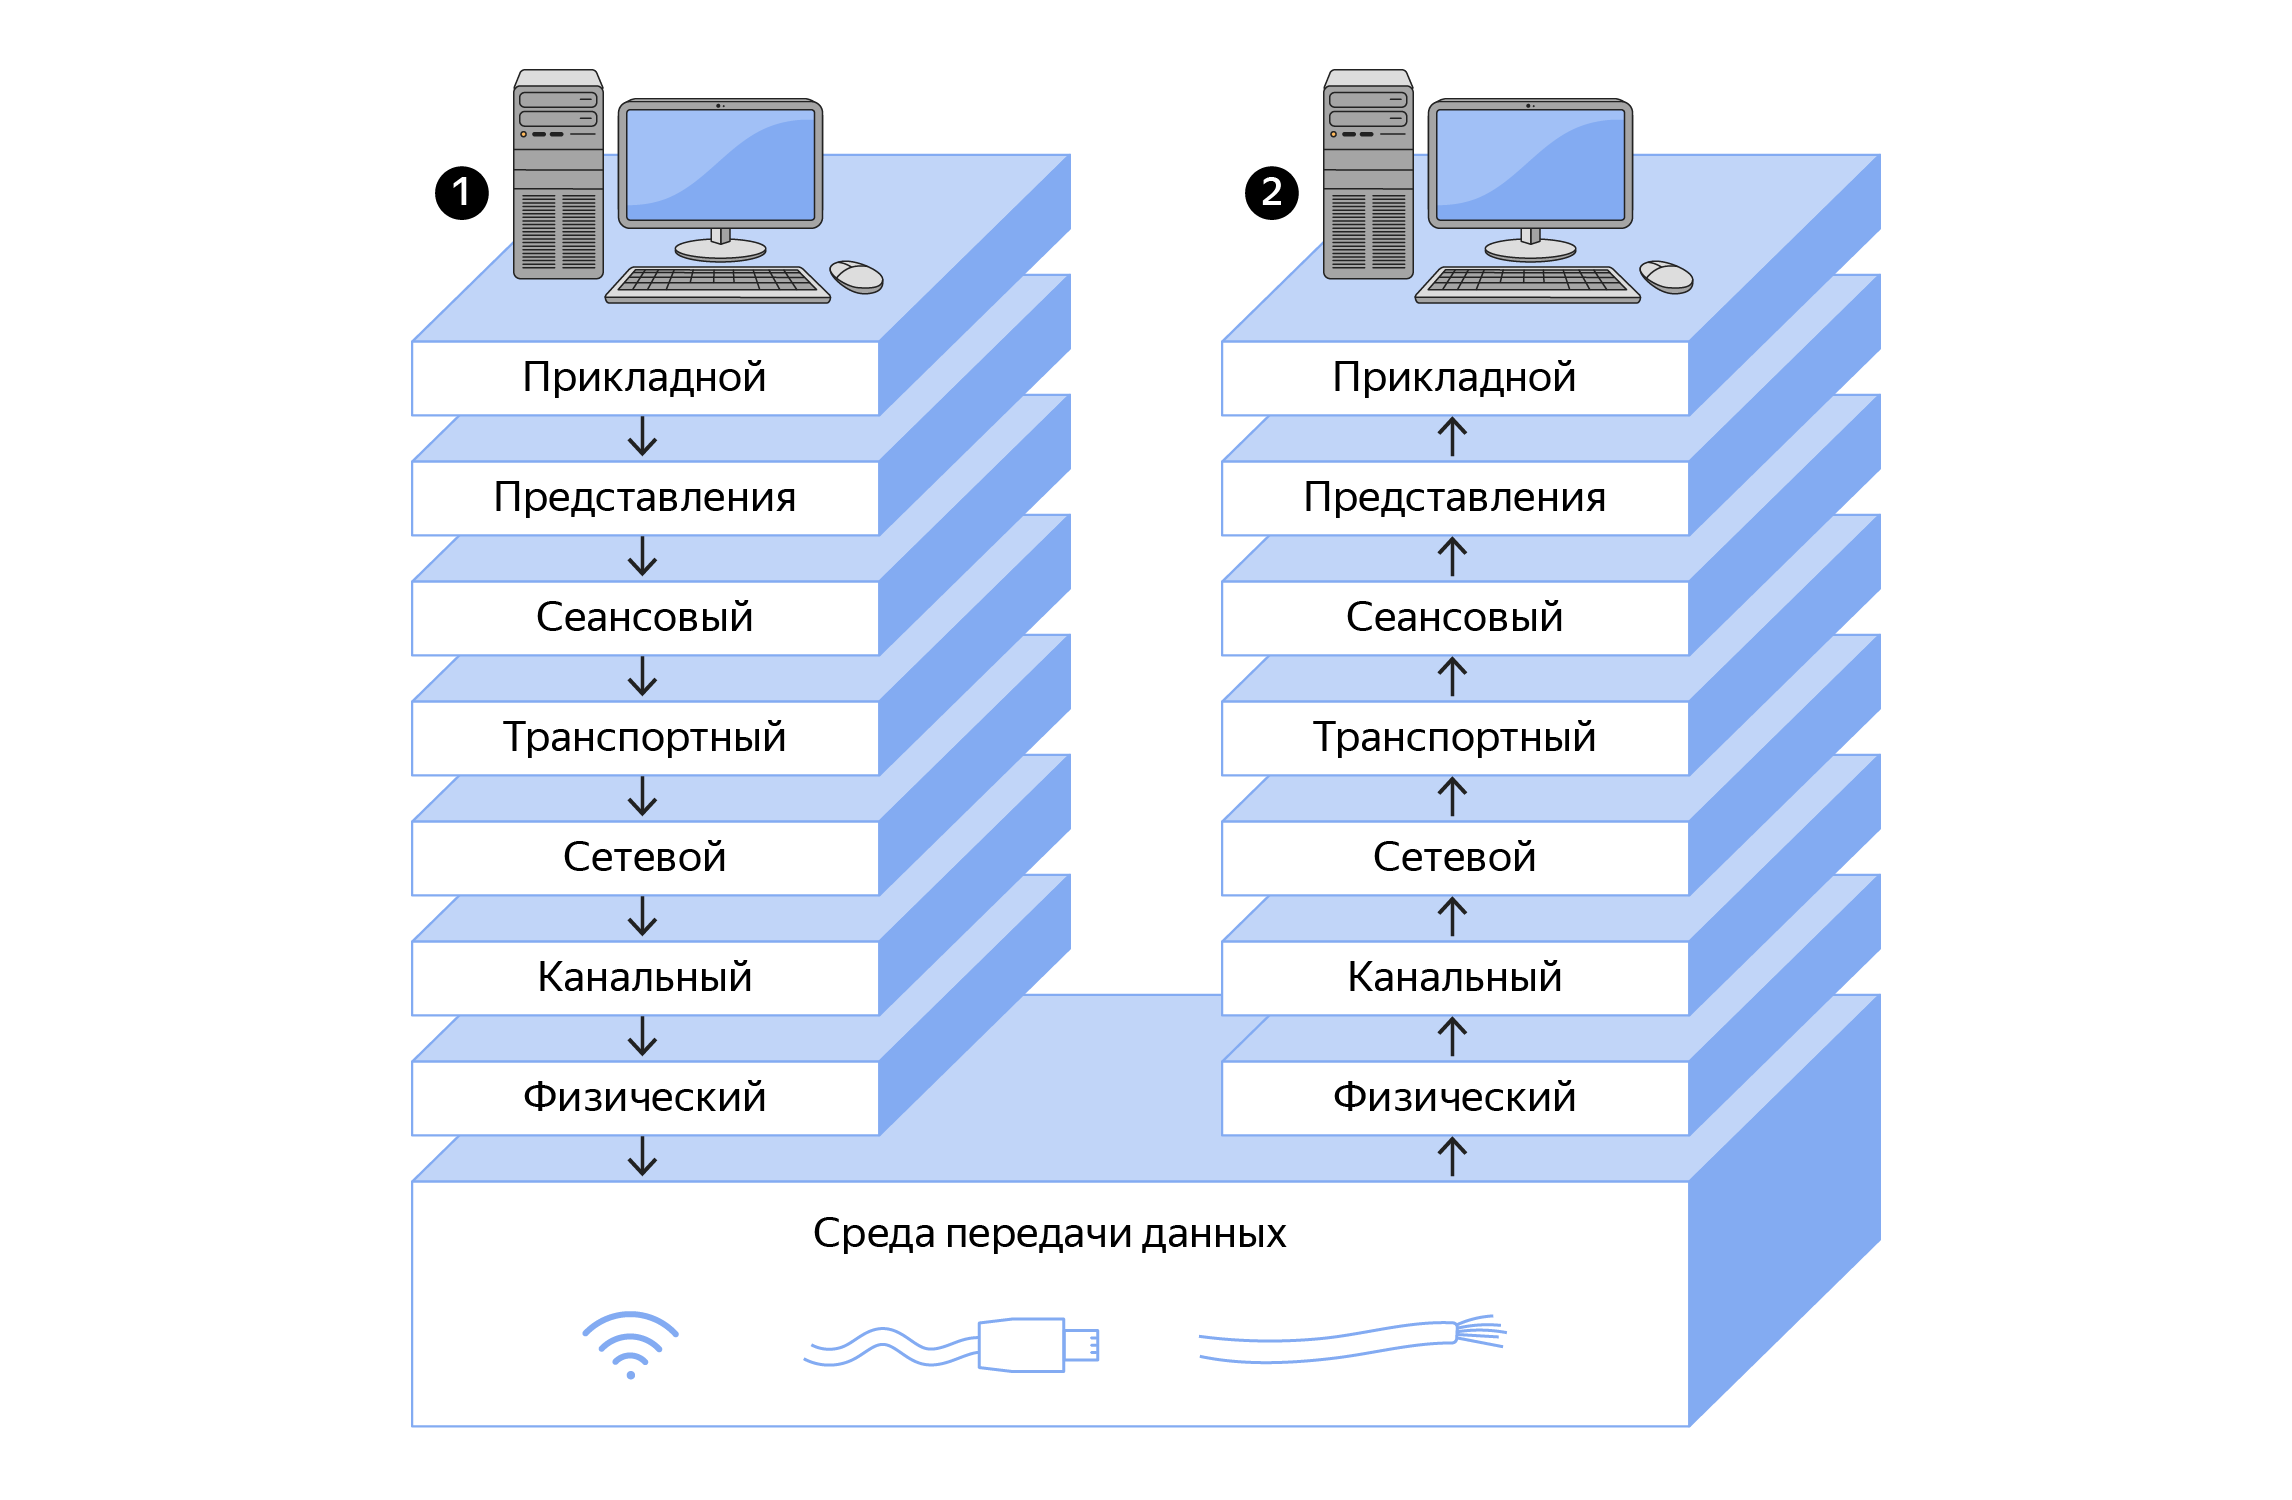 1
Прикладной
Представления
Сеансовый
Транспортный
Сетевой
Канальный
Физический
2
Прикладной
Представления
Сеансовый
Транспортный
Сетевой
Канальный
Физический
Среда передачи данных